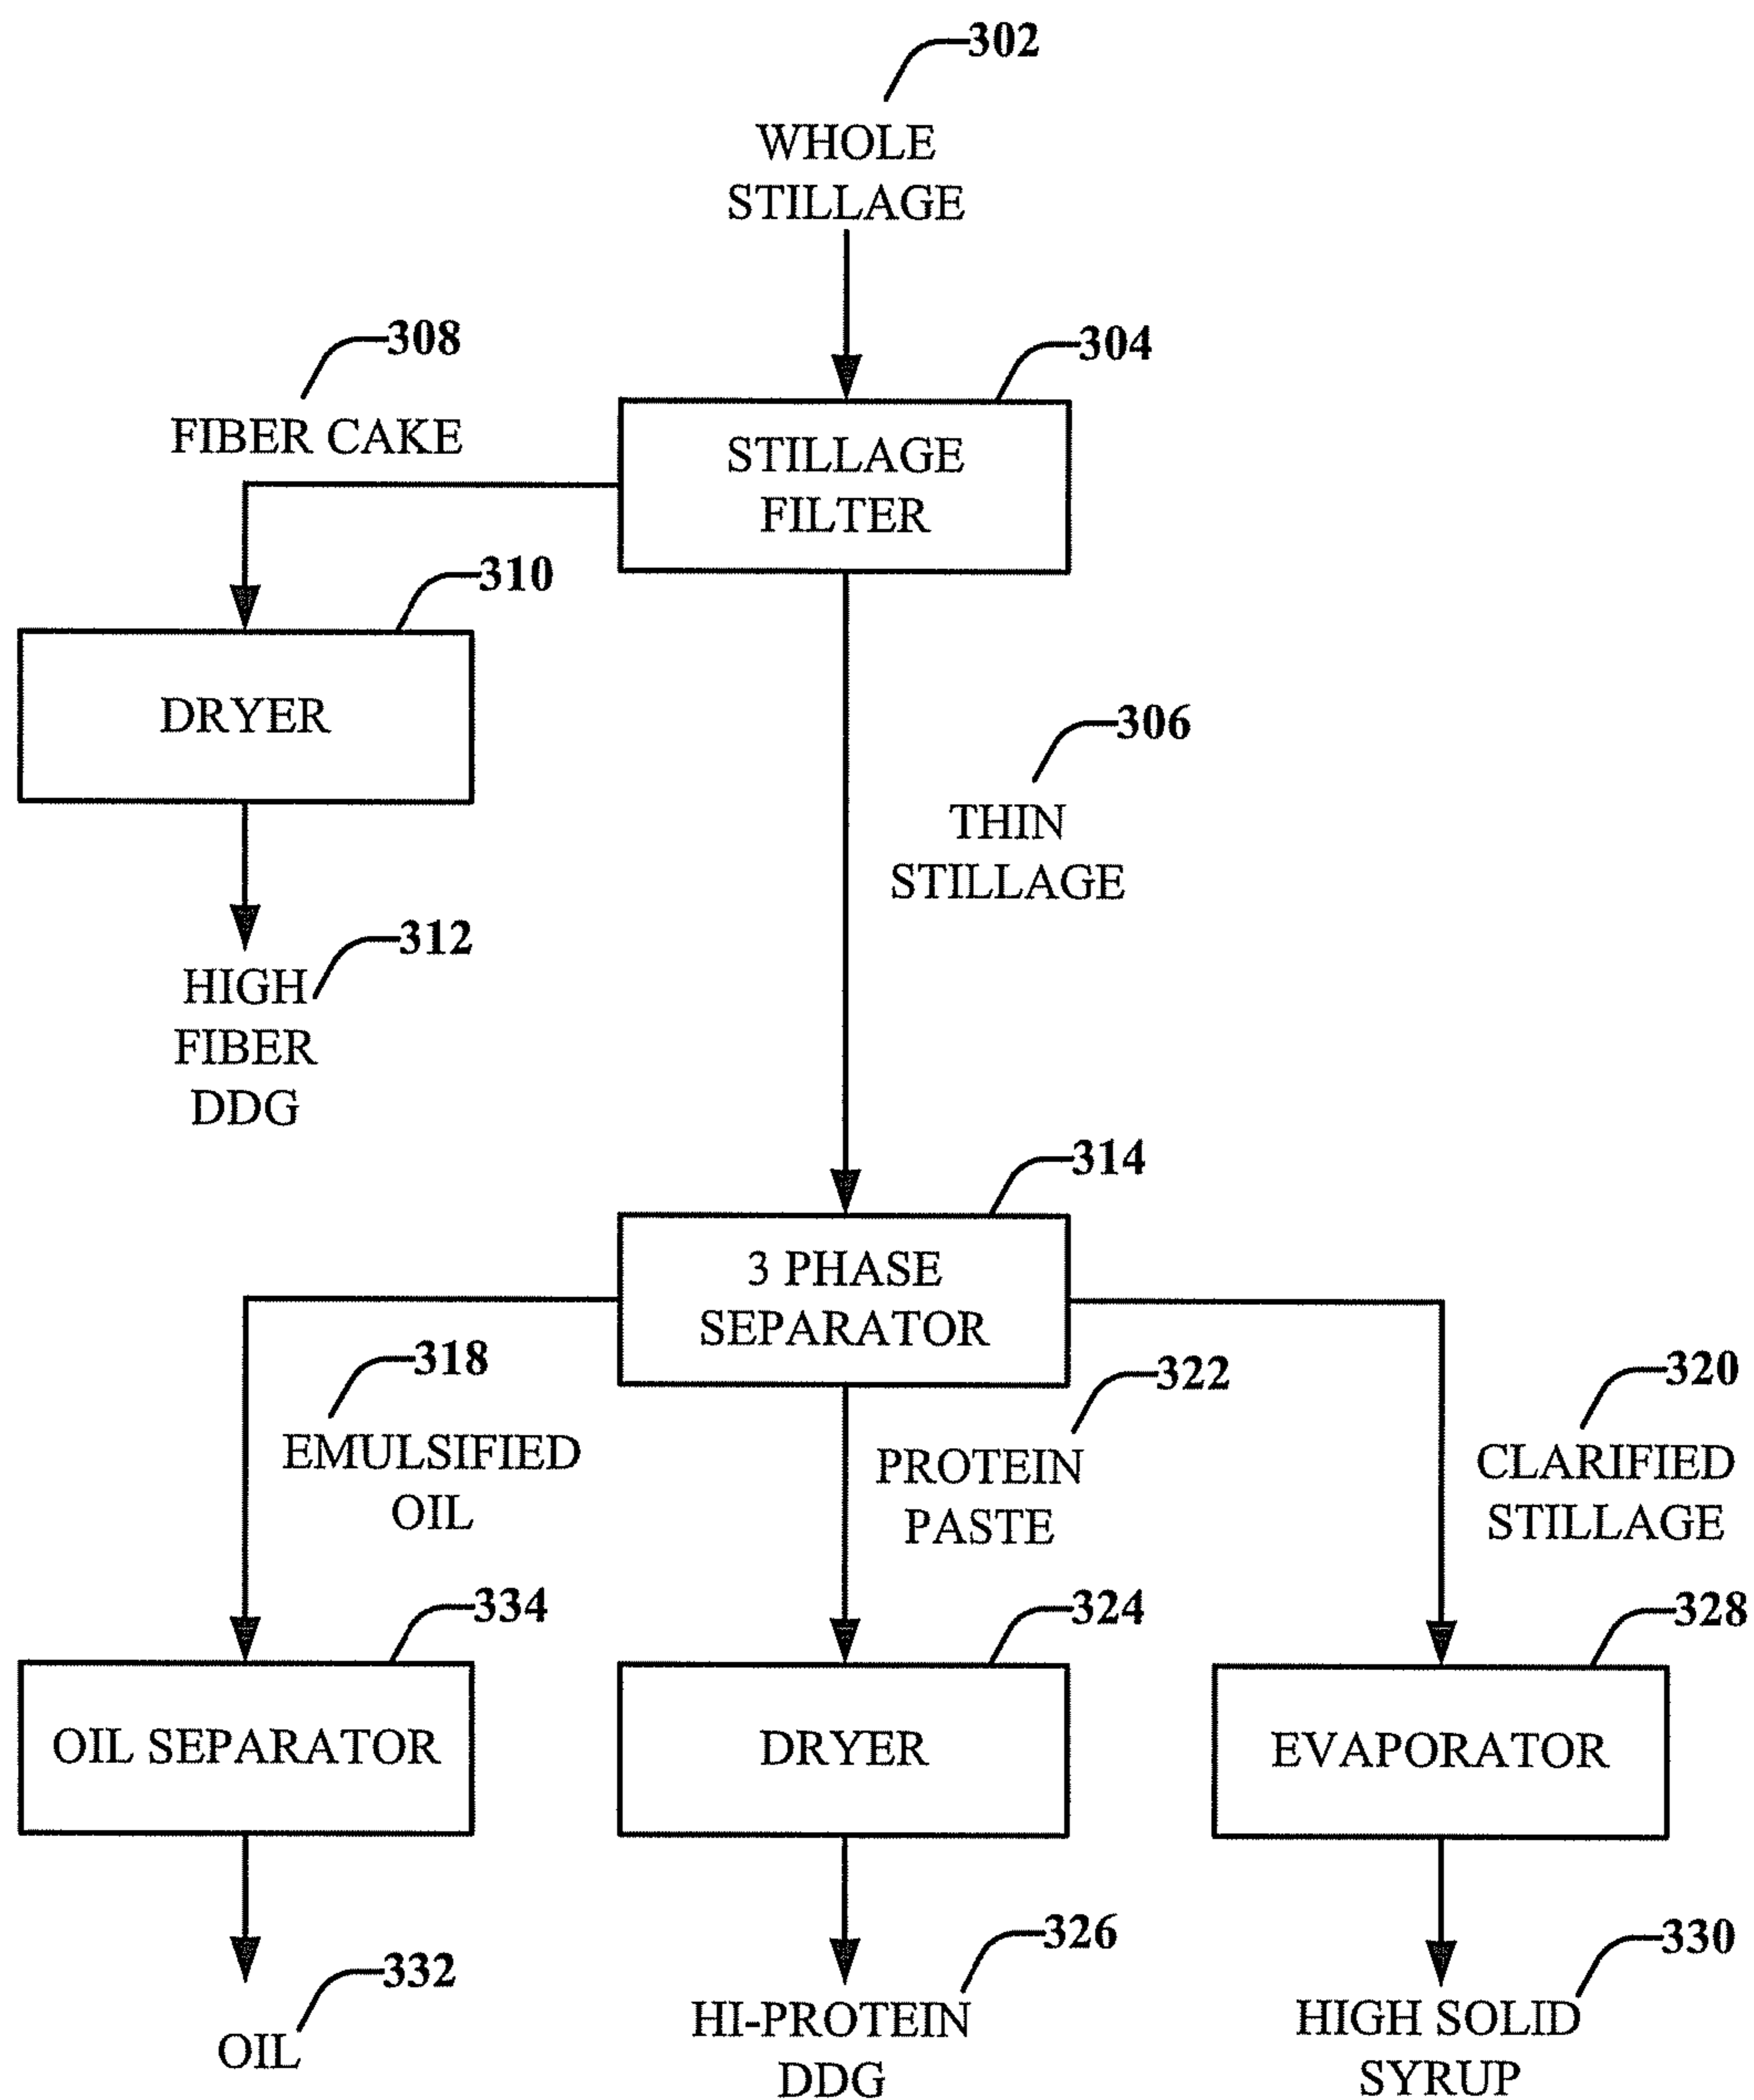 302
WHOLE
STILLAGE
308
304
FIBER CAKE
STILLAGE
FILTER
310
DRYER
306
THIN
STILLAGE
312
HIGH
FIBER
DDG
314
3 PHASE
SEPARATOR
318
322
320
EMULSIFIED
OIL
PROTEIN
PASTE
CLARIFIED
STILLAGE
334
324
328
OIL SEPARATOR
DRYER
EVAPORATOR
332
326
330
OIL
HI-PROTEIN
DDG
HIGH SOLID
SYRUP